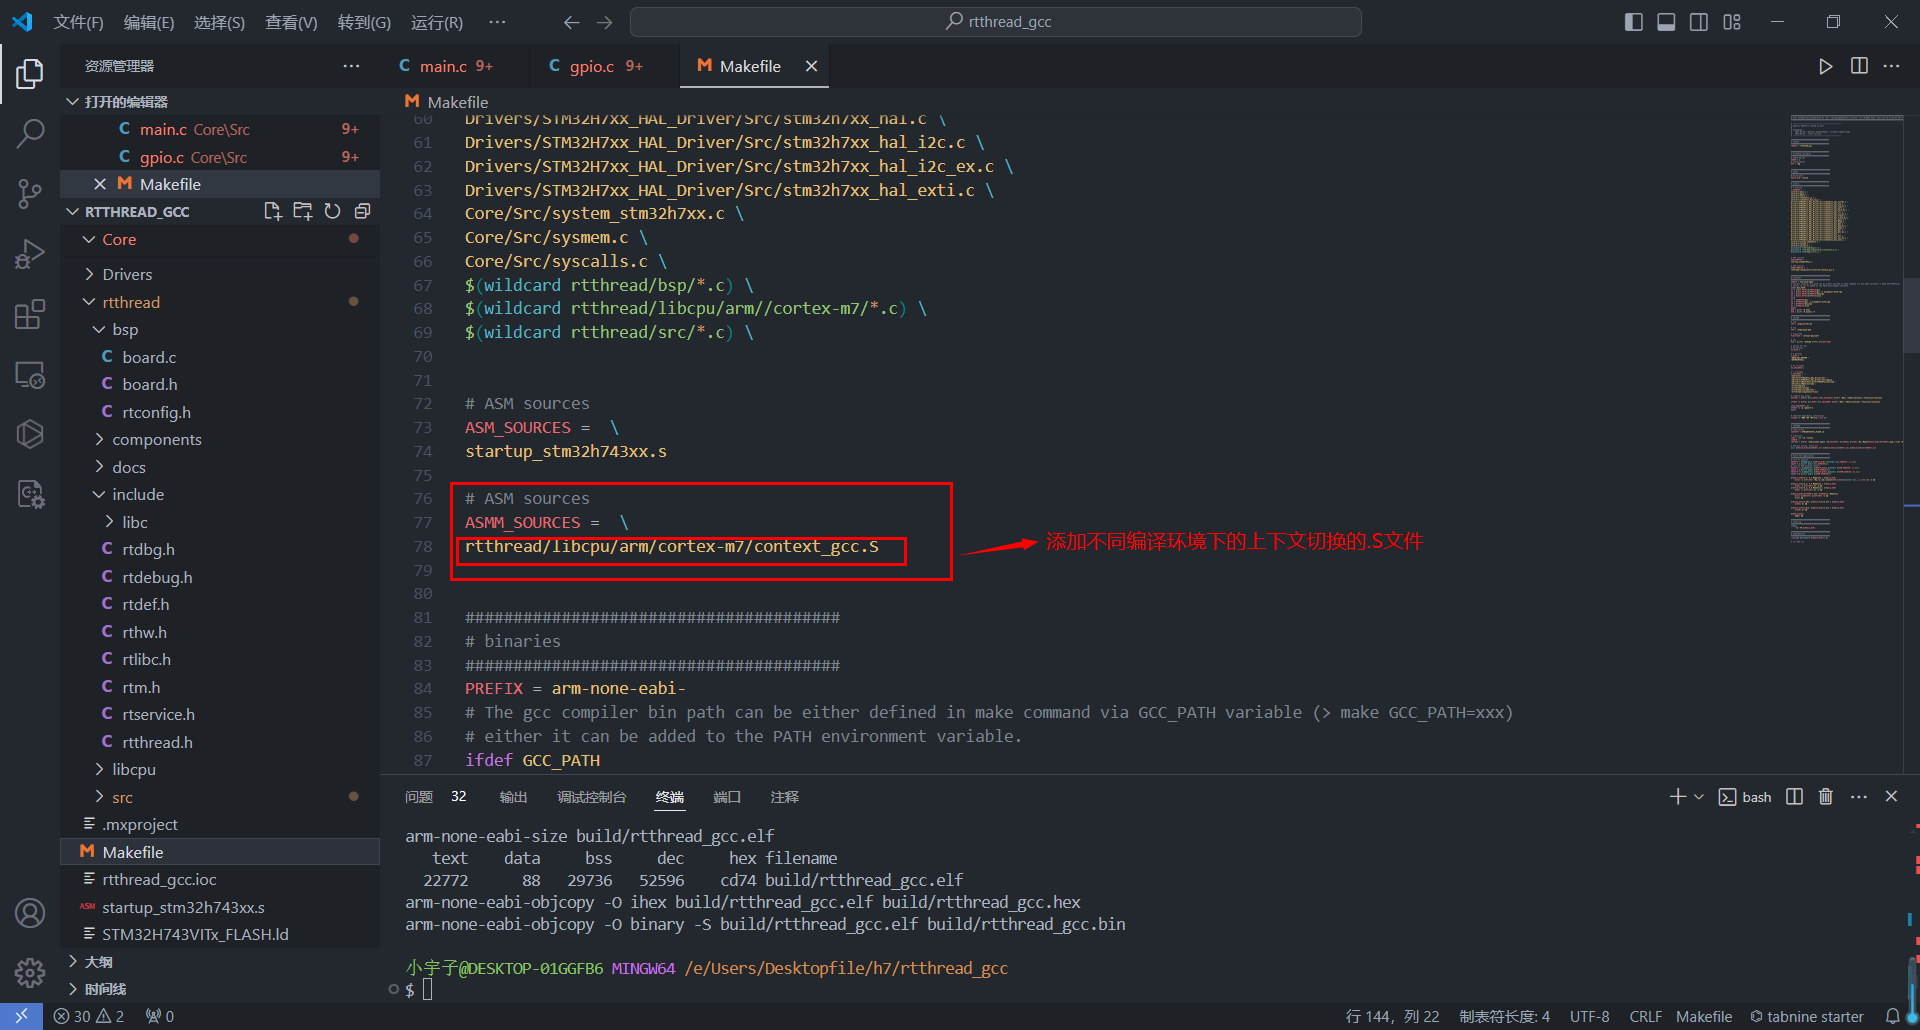 文件(F) 编辑(E) 选择(S) 查看(V) 转到(G) 运行(R) ···
rtthread_gcc
资源管理器
main.c 9+
gpio.c 9+
Makefile
打开的编辑器
main.c Core\Src 9+
gpio.c Core\Src 9+
Makefile
RTTHREAD_GCC
Core
Drivers
rtthread
bsp
board.c
board.h
rtconfig.h
components
docs
include
libc
rtdbg.h
rtdebug.h
rtdef.h
rthw.h
rtlibc.h
rtm.h
rtservice.h
rtthread.h
libcpu
src
.mxproject
Makefile
rtthread_gcc.ioc
startup_stm32h743xx.s
STM32H743VITx_FLASH.ld
大纲
时间线
Makefile
60 Drivers/STM32H7xx_HAL_Driver/Src/stm32h7xx_hal.c \
61 Drivers/STM32H7xx_HAL_Driver/Src/stm32h7xx_hal_i2c.c \
62 Drivers/STM32H7xx_HAL_Driver/Src/stm32h7xx_hal_i2c_ex.c \
63 Drivers/STM32H7xx_HAL_Driver/Src/stm32h7xx_hal_exti.c \
64 Core/Src/system_stm32h7xx.c \
65 Core/Src/sysmem.c \
66 Core/Src/syscalls.c \
67 $(wildcard rtthread/bsp/*.c) \
68 $(wildcard rtthread/libcpu/arm//cortex-m7/*.c) \
69 $(wildcard rtthread/src/*.c) \
70
71
72 # ASM sources
73 ASM_SOURCES =  \
74 startup_stm32h743xx.s
75
76 # ASM sources
77 ASMM_SOURCES =  \
78 rtthread/libcpu/arm/cortex-m7/context_gcc.S
添加不同编译环境下的上下文切换的.S文件
79
80
81 #######################################
82 # binaries
83 #######################################
84 PREFIX = arm-none-eabi-
85 # The gcc compiler bin path can be either defined in make command via GCC_PATH variable (> make GCC_PATH=xxx)
86 # either it can be added to the PATH environment variable.
87 ifdef GCC_PATH
问题 32 输出 调试控制台 终端 端口 注释
bash
arm-none-eabi-size build/rtthread_gcc.elf
text data bss dec hex filename
22772 88 29736 52596 cd74 build/rtthread_gcc.elf
arm-none-eabi-objcopy -O ihex build/rtthread_gcc.elf build/rtthread_gcc.hex
arm-none-eabi-objcopy -O binary -S build/rtthread_gcc.elf build/rtthread_gcc.bin
小宇子@DESKTOP-01GGFB6 MINGW64 /e/Users/Desktopfile/h7/rtthread_gcc
$
30 2 0
行 144，列 22 制表符长度: 4 UTF-8 CRLF Makefile tabnine starter